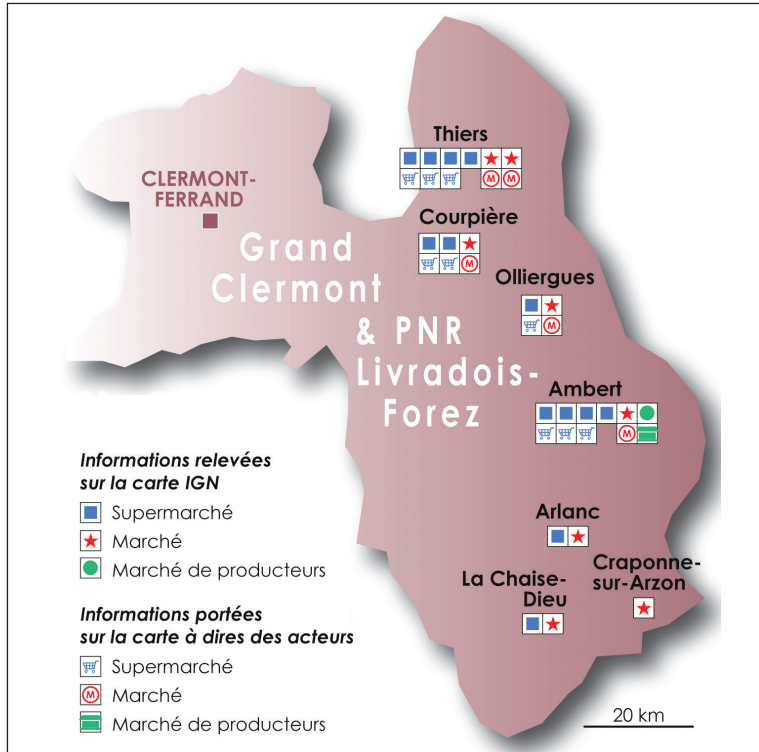 Thiers
CLERMONT-
FERRAND
M M
Courpière
M
Grand
Clermont
Olliergues
M
& PNR
Livradois-
Forez
Ambert
M
Informations relevées
sur la carte IGN
Supermarché
Marché
Marché de producteurs
Arlanc
Craponne-
sur-Arzon
La Chaise-
Dieu
Informations portées
sur la carte à dires des acteurs
Supermarché
M Marché
Marché de producteurs
20 km